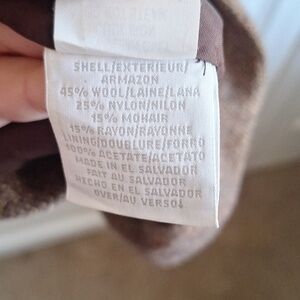 SHELL/EXTERIEUR/
ARMAZON
45% WOOL/LAINE/LANA
25% NYLON/NILON
15% MOHAIR
15% RAYON/RAYONNE
LINING/DOUBLURE/FORRO
100% ACETATE/ACETATO
MADE IN EL SALVADOR
FAIT AU SALVADOR
HECHO EN EL SALVADOR
OVER/AU VERSO/